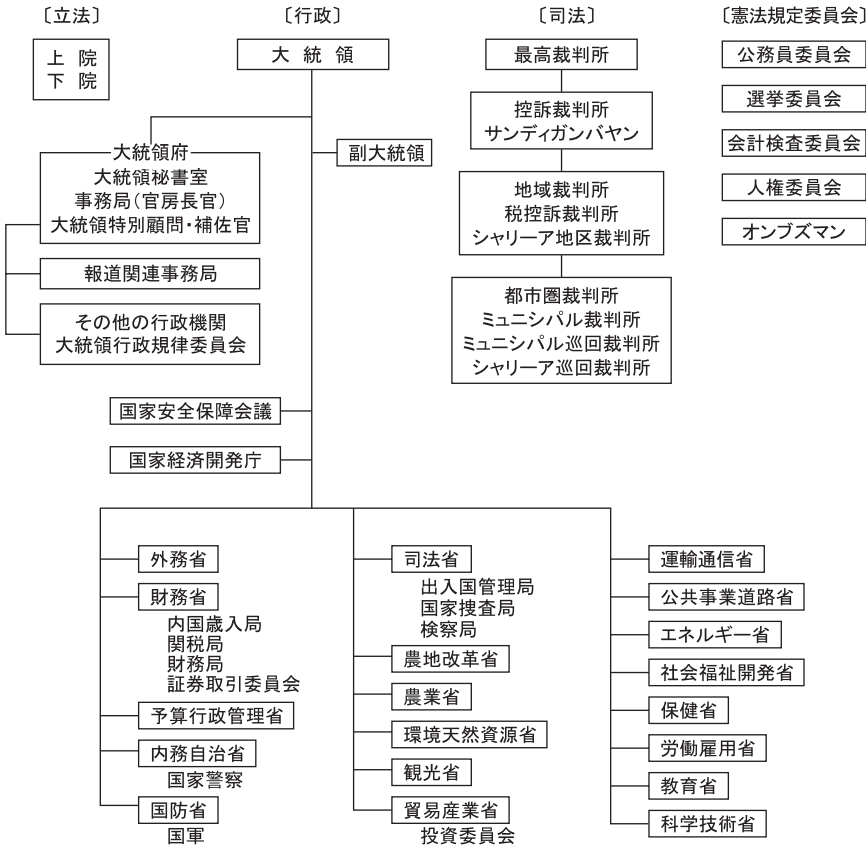 〔立法〕
上 院
下 院
〔行政〕
大 統 領
大統領府
大統領秘書室
事務局(官房長官)
大統領特別顧問・補佐官
報道関連事務局
その他の行政機関
大統領行政規律委員会
副大統領
国家安全保障会議
国家経済開発庁
外務省
財務省
内国歳入局
関税局
財務局
証券取引委員会
予算行政管理省
内務自治省
国家警察
国防省
国軍
司法省
出入国管理局
国家捜査局
検察局
農地改革省
農業省
環境天然資源省
観光省
貿易産業省
投資委員会
運輸通信省
公共事業道路省
エネルギー省
社会福祉開発省
保健省
労働雇用省
教育省
科学技術省
〔司法〕
最高裁判所
控訴裁判所
サンディガンバヤン
地域裁判所
税控訴裁判所
シャリーア地区裁判所
都市圏裁判所
ミュニシパル裁判所
ミュニシパル巡回裁判所
シャリーア巡回裁判所
〔憲法規定委員会〕
公務員委員会
選挙委員会
会計検査委員会
人権委員会
オンブズマン